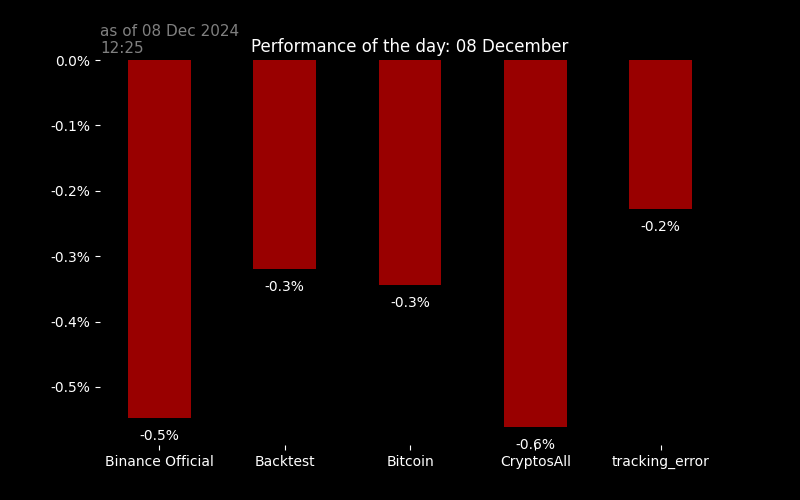 as of 08 Dec 2024
12:25
Performance of the day: 08 December
0.0%
-0.1%
-0.2%
-0.3%
-0.4%
-0.5%
-0.5%
-0.3%
-0.3%
-0.6%
-0.2%
Binance Official
Backtest
Bitcoin
CryptosAll
tracking_error